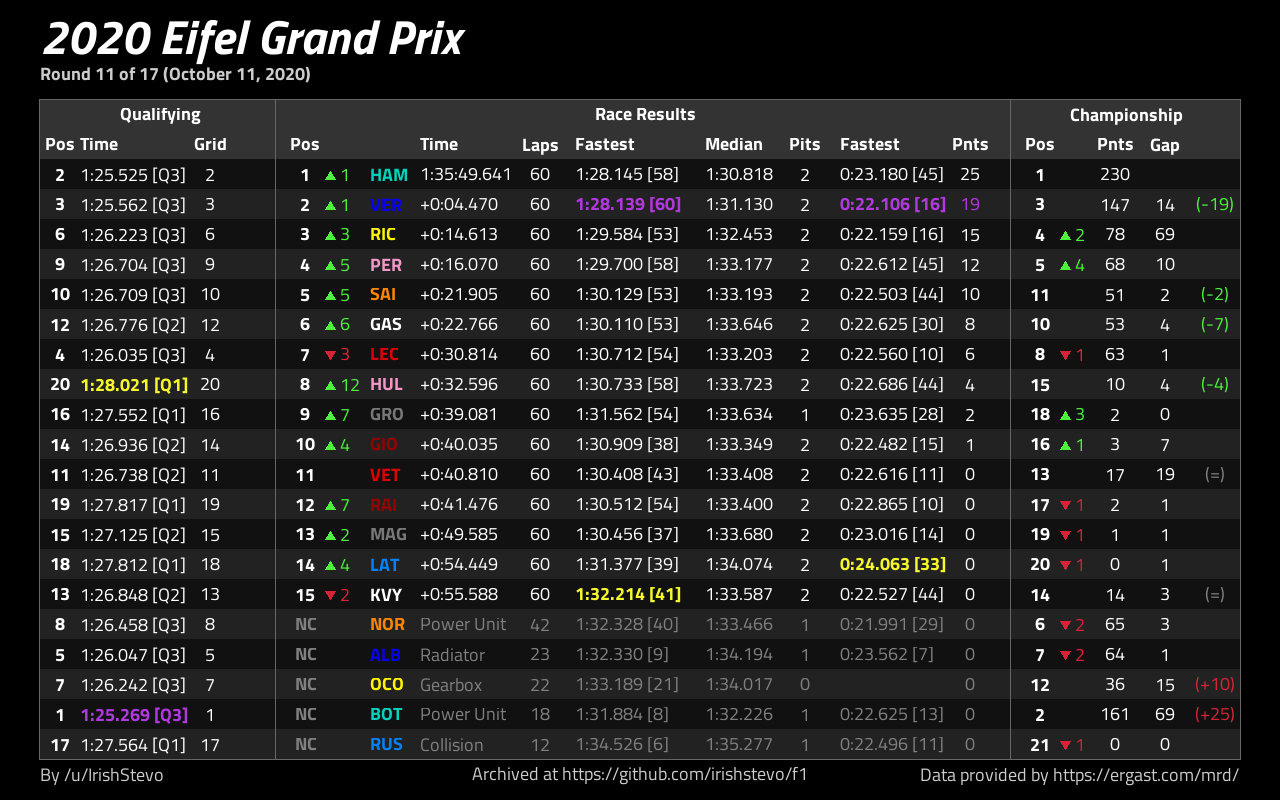 2020 Eifel Grand Prix
Round 11 of 17 (October 11, 2020)
Qualifying Race Results Championship
Pos Time Grid Pos Time Laps Fastest Median Pits Fastest Pnts Pos Pnts Gap
2 1:25.525 [Q3] 2 1 ▲1 HAM 1:35:49.641 60 1:28.145 [58] 1:30.818 2 0:23.180 [45] 25 1 230
3 1:25.562 [Q3] 3 2 ▲1 VER +0:04.470 60 1:28.139 [60] 1:31.130 2 0:22.106 [16] 19 3 147 14 (-19)
6 1:26.223 [Q3] 6 3 ▲3 RIC +0:14.613 60 1:29.584 [53] 1:32.453 2 0:22.159 [16] 15 4 ▲2 78 69
9 1:26.704 [Q3] 9 4 ▲5 PER +0:16.070 60 1:29.700 [58] 1:33.177 2 0:22.612 [45] 12 5 ▲4 68 10
10 1:26.709 [Q3] 10 5 ▲5 SAI +0:21.905 60 1:30.129 [53] 1:33.193 2 0:22.503 [44] 10 11 51 2 (-2)
12 1:26.776 [Q2] 12 6 ▲6 GAS +0:22.766 60 1:30.110 [53] 1:33.646 2 0:22.625 [30] 8 10 53 4 (-7)
4 1:26.035 [Q3] 4 7 ▼3 LEC +0:30.814 60 1:30.712 [54] 1:33.203 2 0:22.560 [10] 6 8 ▼1 63 1
20 1:28.021 [Q1] 20 8 ▲12 HUL +0:32.596 60 1:30.733 [58] 1:33.723 2 0:22.686 [44] 4 15 10 4 (-4)
16 1:27.552 [Q1] 16 9 ▲7 GRO +0:39.081 60 1:31.562 [54] 1:33.634 1 0:23.635 [28] 2 18 ▲3 2 0
14 1:26.936 [Q2] 14 10 ▲4 GIO +0:40.035 60 1:30.909 [38] 1:33.349 2 0:22.482 [15] 1 16 ▲1 3 7
11 1:26.738 [Q2] 11 11 VET +0:40.810 60 1:30.408 [43] 1:33.408 2 0:22.616 [11] 0 13 17 19 (=)
19 1:27.817 [Q1] 19 12 ▲7 RAI +0:41.476 60 1:30.512 [54] 1:33.400 2 0:22.865 [10] 0 17 ▼1 2 1
15 1:27.125 [Q2] 15 13 ▲2 MAG +0:49.585 60 1:30.456 [37] 1:33.680 2 0:23.016 [14] 0 19 ▼1 1 1
18 1:27.812 [Q1] 18 14 ▲4 LAT +0:54.449 60 1:31.377 [39] 1:34.074 2 0:24.063 [33] 0 20 ▼1 0 1
13 1:26.848 [Q2] 13 15 ▼2 KVY +0:55.588 60 1:32.214 [41] 1:33.587 2 0:22.527 [44] 0 14 14 3 (=)
8 1:26.458 [Q3] 8 NC NOR Power Unit 42 1:32.328 [40] 1:33.466 1 0:21.991 [29] 0 6 ▼2 65 3
5 1:26.047 [Q3] 5 NC ALB Radiator 23 1:32.330 [9] 1:34.194 1 0:23.562 [7] 0 7 ▼2 64 1
7 1:26.242 [Q3] 7 NC OCO Gearbox 22 1:33.189 [21] 1:34.017 0 0 12 36 15 (+10)
1 1:25.269 [Q3] 1 NC BOT Power Unit 18 1:31.884 [8] 1:32.226 1 0:22.625 [13] 0 2 161 69 (+25)
17 1:27.564 [Q1] 17 NC RUS Collision 12 1:34.526 [6] 1:35.277 1 0:22.496 [11] 0 21 ▼1 0 0
By /u/IrishStevo Archived at https://github.com/irishstevo/f1 Data provided by https://ergast.com/mrd/